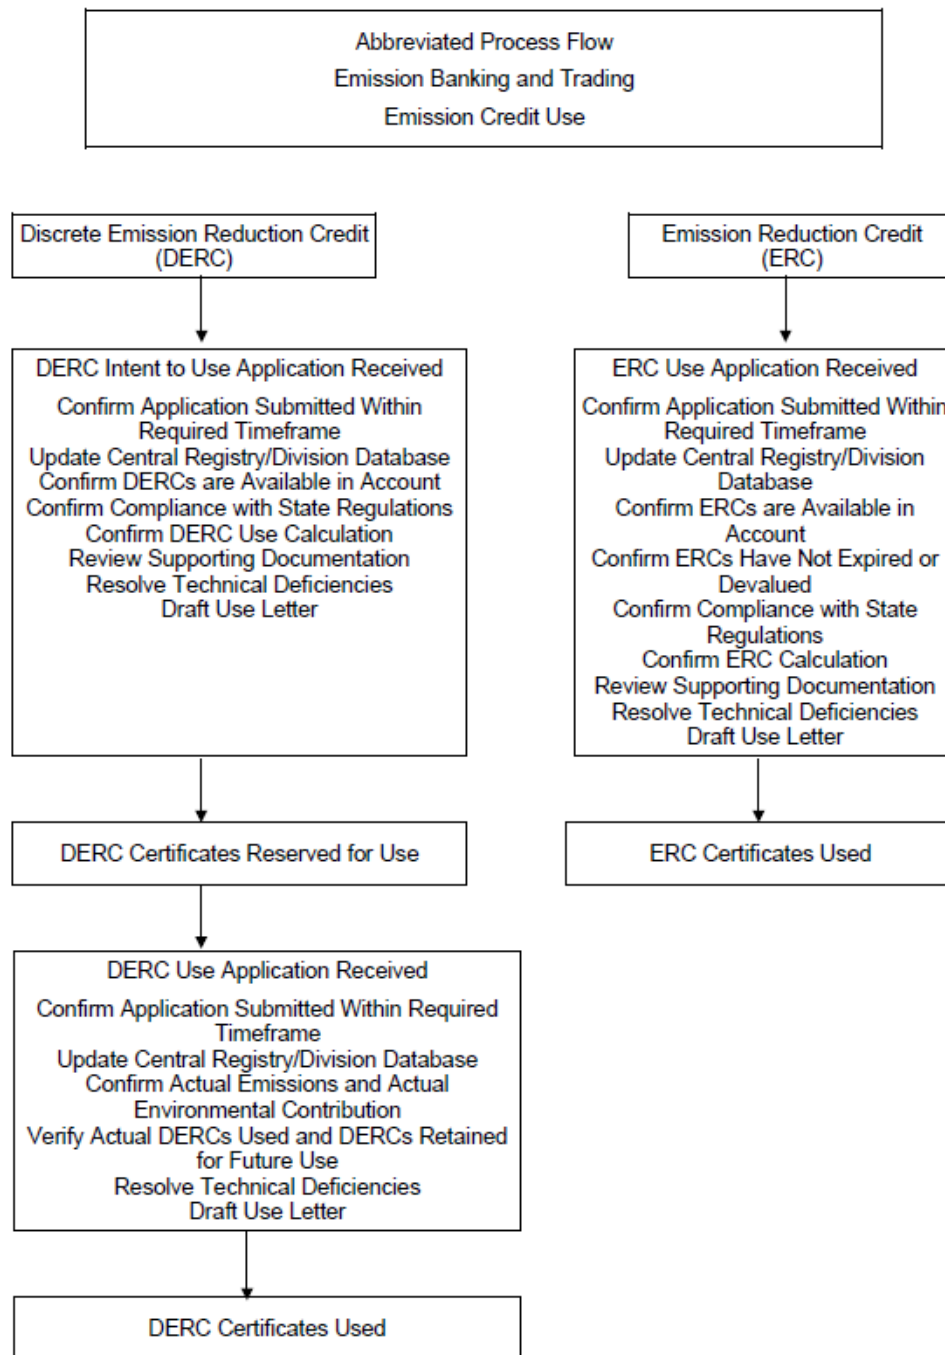 Abbreviated Process Flow
Emission Banking and Trading
Emission Credit Use
Discrete Emission Reduction Credit
(DERC)
DERC Intent to Use Application Received
Confirm Application Submitted Within
Required Timeframe
Update Central Registry/Division Database
Confirm DERCs are Available in Account
Confirm Compliance with State Regulations
Confirm DERC Use Calculation
Review Supporting Documentation
Resolve Technical Deficiencies
Draft Use Letter
DERC Certificates Reserved for Use
DERC Use Application Received
Confirm Application Submitted Within Required
Timeframe
Update Central Registry/Division Database
Confirm Actual Emissions and Actual
Environmental Contribution
Verify Actual DERCs Used and DERCs Retained
for Future Use
Resolve Technical Deficiencies
Draft Use Letter
DERC Certificates Used
Emission Reduction Credit
(ERC)
ERC Use Application Received
Confirm Application Submitted Within
Required Timeframe
Update Central Registry/Division
Database
Confirm ERCs are Available in
Account
Confirm ERCs Have Not Expired or
Devalued
Confirm Compliance with State
Regulations
Confirm ERC Calculation
Review Supporting Documentation
Resolve Technical Deficiencies
Draft Use Letter
ERC Certificates Used